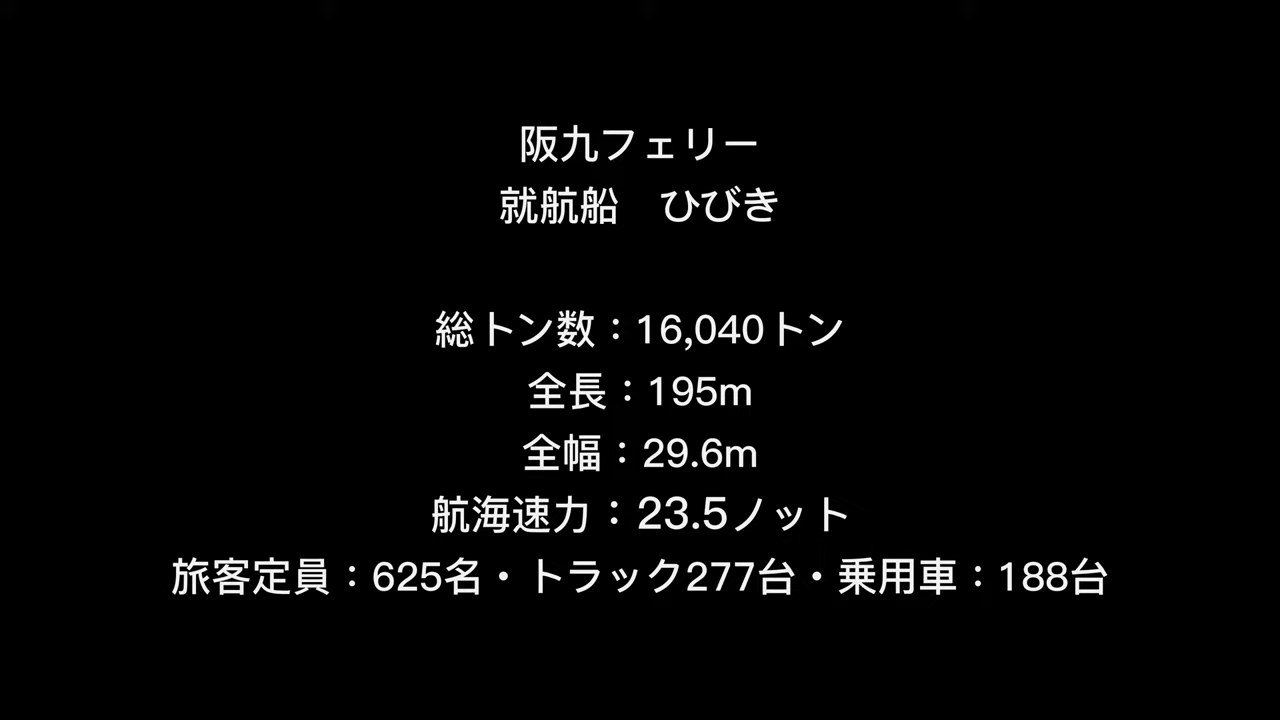 阪九フェリー
就航船　ひびき
総トン数：16,040トン
全長：195m
全幅：29.6m
航海速力：23.5ノット
旅客定員：625名・トラック277台・乗用車：188台